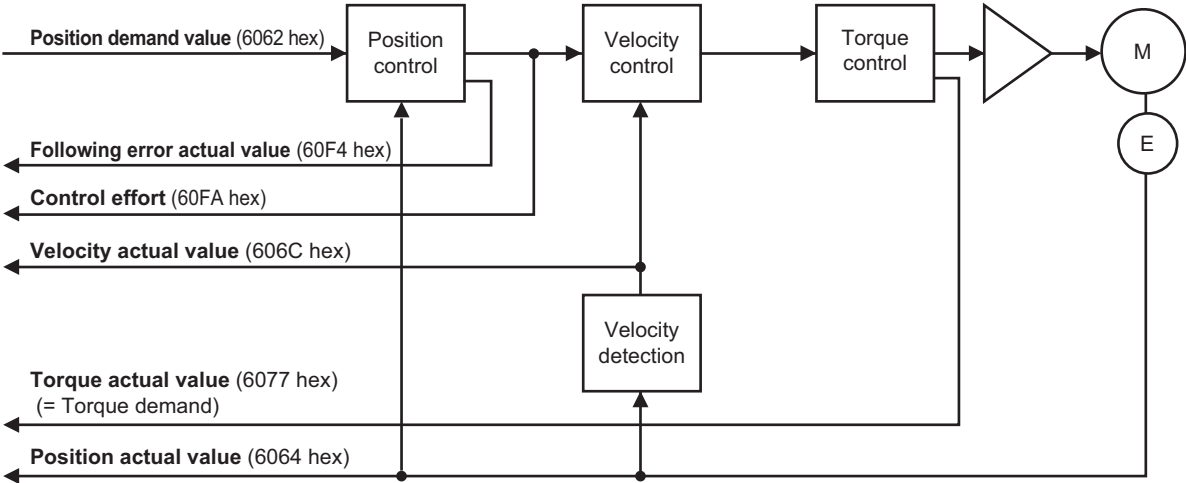 Position demand value (6062 hex)
Position
control
Velocity
control
Torque
control
M
E
Following error actual value (60F4 hex)
Control effort (60FA hex)
Velocity actual value (606C hex)
Velocity
detection
Torque actual value (6077 hex)
(= Torque demand)
Position actual value (6064 hex)